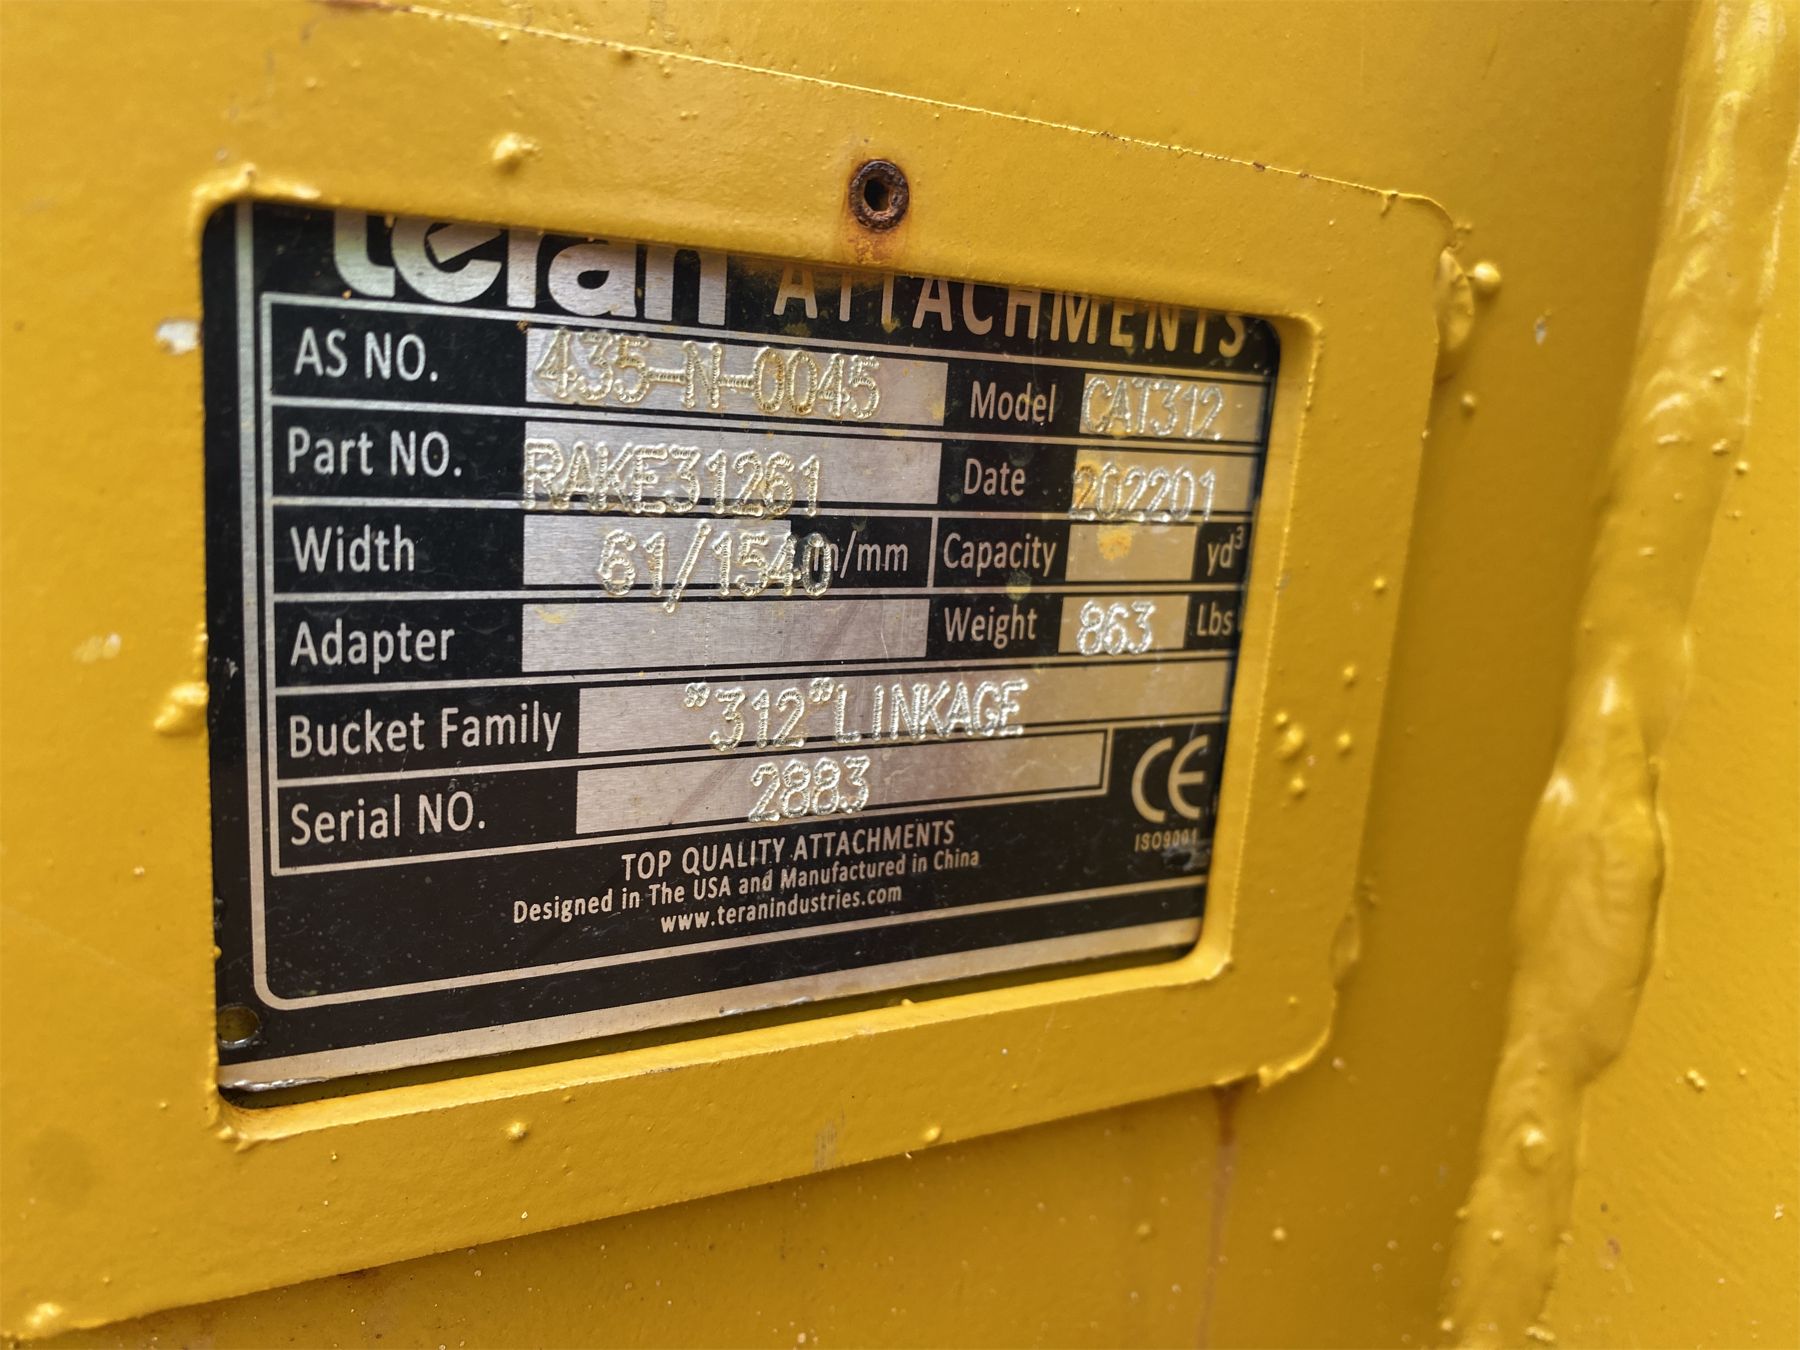 teran ATTACHMENTS
AS NO. 435-N-0045 Model CAT312
Part NO. RAKE31261 Date 202201
Width 61/1540 in/mm Capacity yd³
Adapter Weight 863 Lbs
Bucket Family "312"LINKAGE
Serial NO. 2883 CE
ISO9001
TOP QUALITY ATTACHMENTS
Designed in The USA and Manufactured in China
www.teranindustries.com